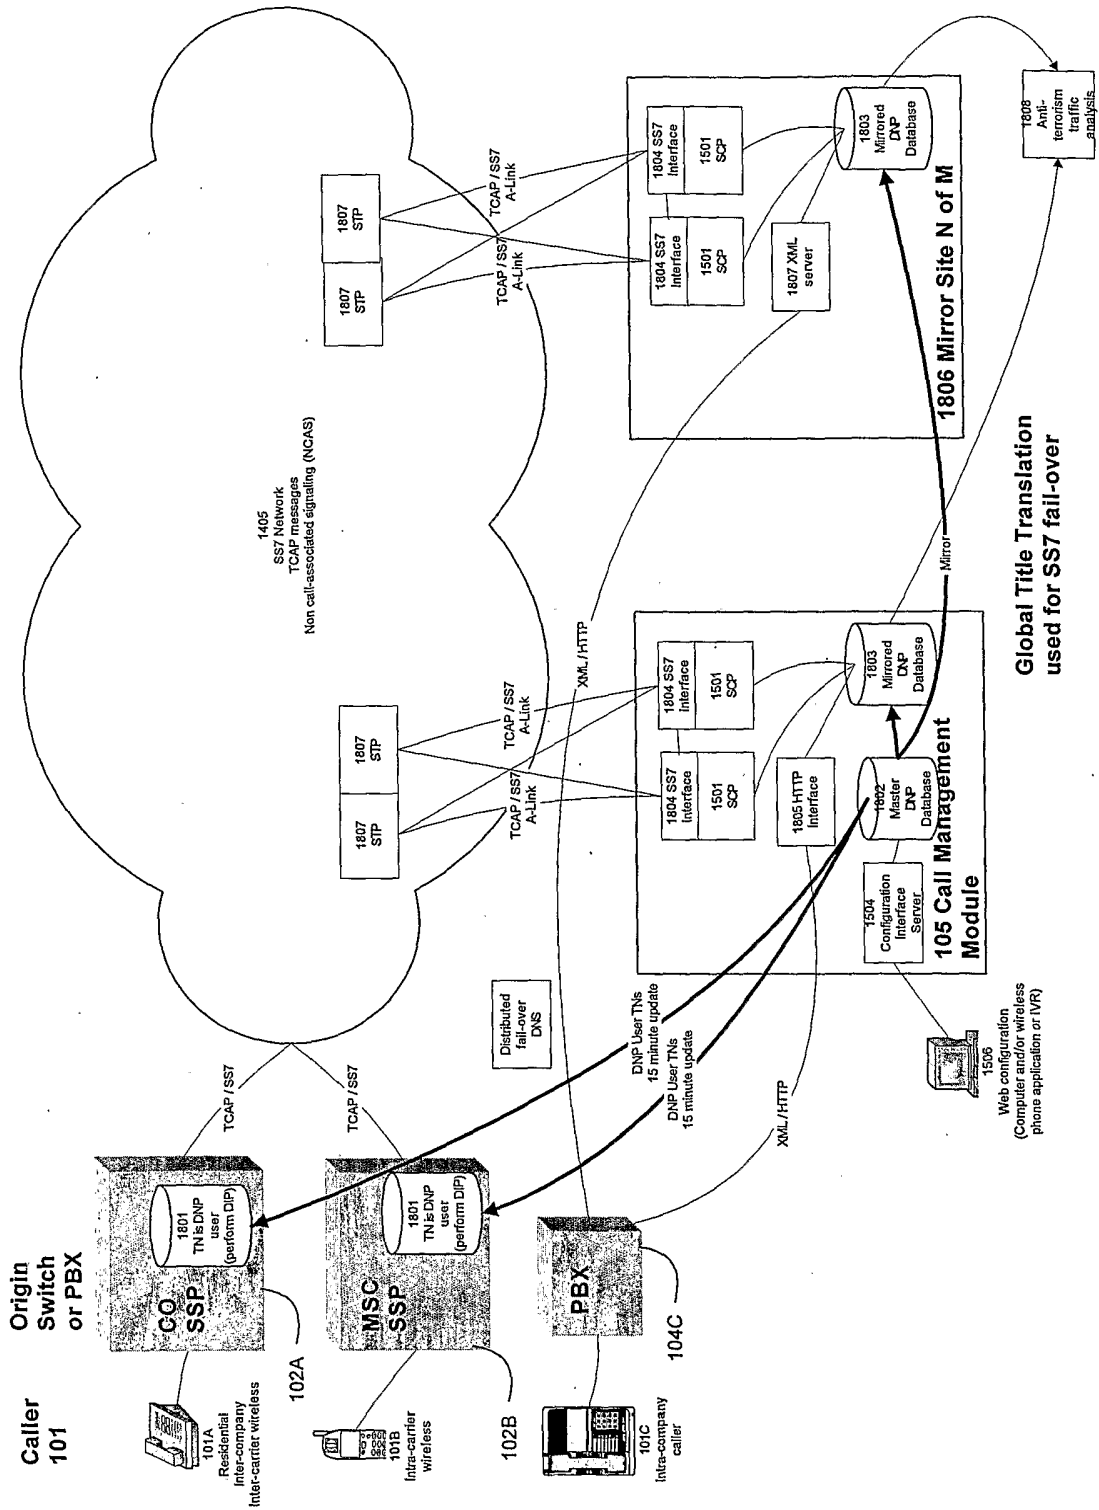 Caller
101
Origin
Switch
or PBX
101A
Residential
Inter-company
Inter-carrier wireless
102A
CO
SSP
1801
TN is DNP
user
(perform DIP)
TCAP / SS7
101B
Intra-carrier
wireless
102B
MSC
SSP
1801
TN is DNP
user
(perform DIP)
TCAP / SS7
101C
Intra-company
caller
PBX
104C
1405
SS7 Network
TCAP messages
Non call-associated signaling (NCAS)
1807
STP
1807
STP
1807
STP
1807
STP
TCAP / SS7
A-Link
TCAP / SS7
A-Link
TCAP / SS7
A-Link
TCAP / SS7
A-Link
Distributed
fail-over
DNS
XML / HTTP
DNP User TNs
15 minute update
DNP User TNs
15 minute update
XML/HTTP
1506
Web configuration
(Computer and/or wireless
phone application or IVR)
1804 SS7
Interface
1501
SCP
1804 SS7
Interface
1501
SCP
1805 HTTP
Interface
1504
Configuration
Interface
Server
1802
Master
DNP
Database
1803
Mirrored
DNP
Database
105 Call Management
Module
Mirror
1804 SS7
Interface
1501
SCP
1804 SS7
Interface
1501
SCP
1807 XML
server
1803
Mirrored
DNP
Database
1806 Mirror Site N of M
1808
Anti-
terrorism
traffic
analysis
Global Title Translation
used for SS7 fail-over